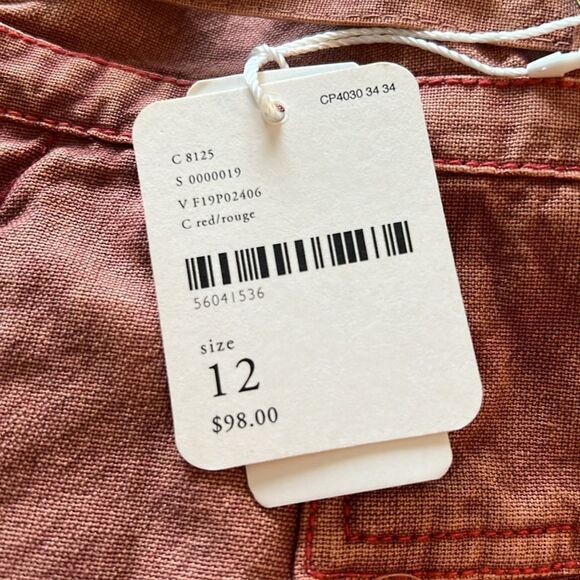 CP4030 34 34
C 8125
S 0000019
V F19P02406
C red/rouge
56041536
size
12
$98.00